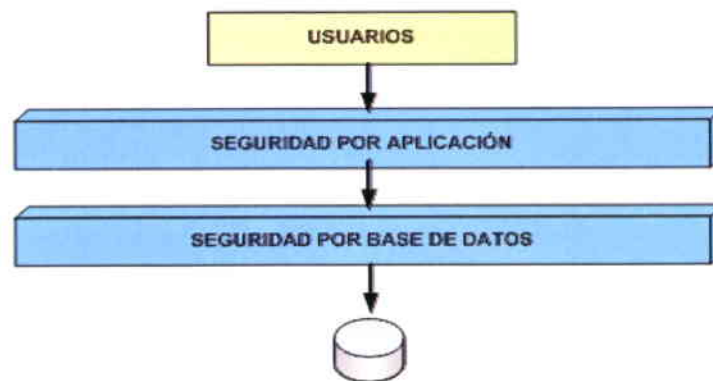 USUARIOS
SEGURIDAD POR APLICACIÓN
SEGURIDAD POR BASE DE DATOS